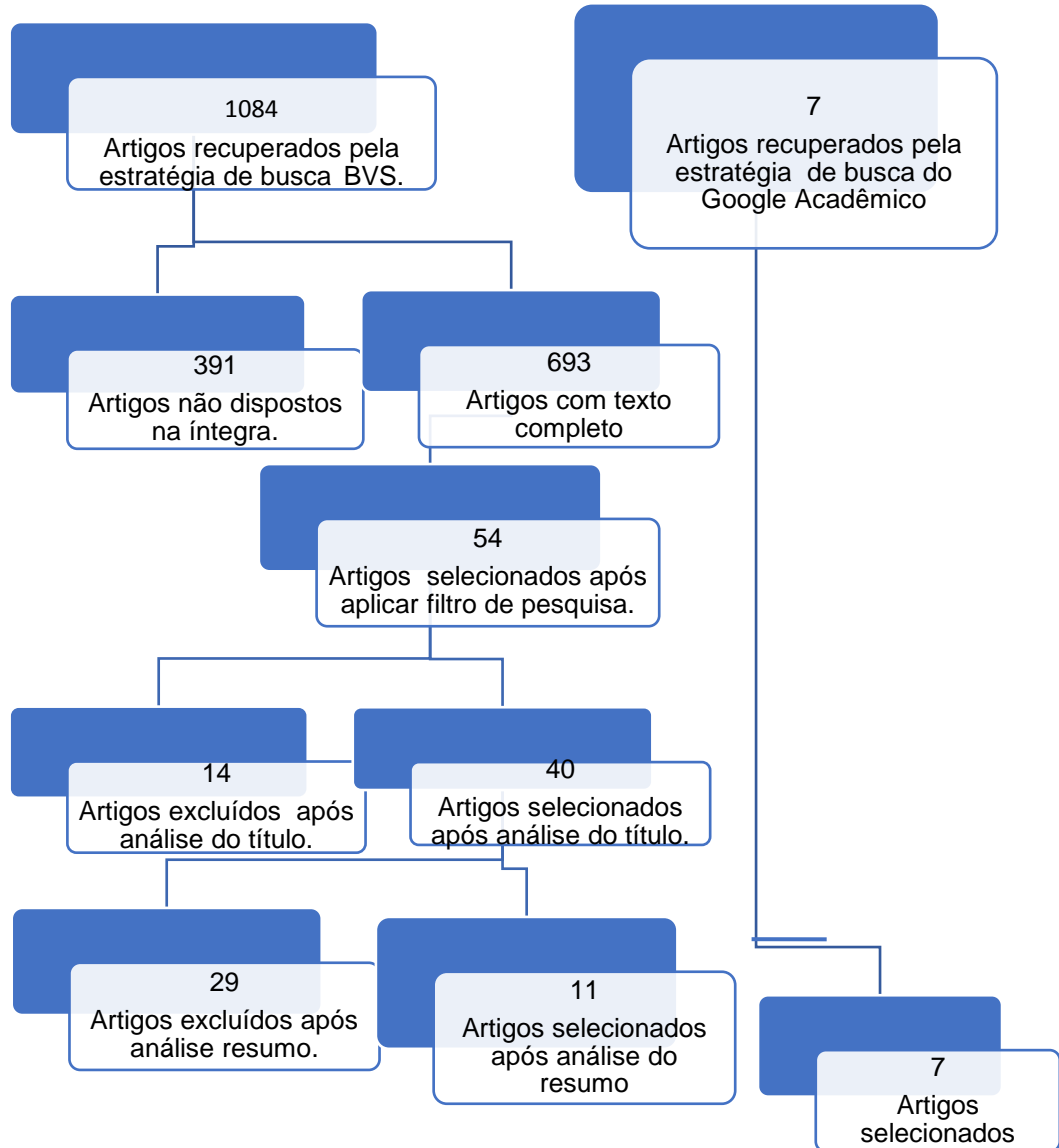 1084
Artigos recuperados pela
estratégia de busca BVS.
7
Artigos recuperados pela
estratégia de busca do
Google Acadêmico
391
Artigos não dispostos
na íntegra.
693
Artigos com texto
completo
54
Artigos selecionados após
aplicar filtro de pesquisa.
14
Artigos excluídos após
análise do título.
40
Artigos selecionados
após análise do título.
29
Artigos excluídos após
análise resumo.
11
Artigos selecionados
após análise do
resumo
7
Artigos
selecionados